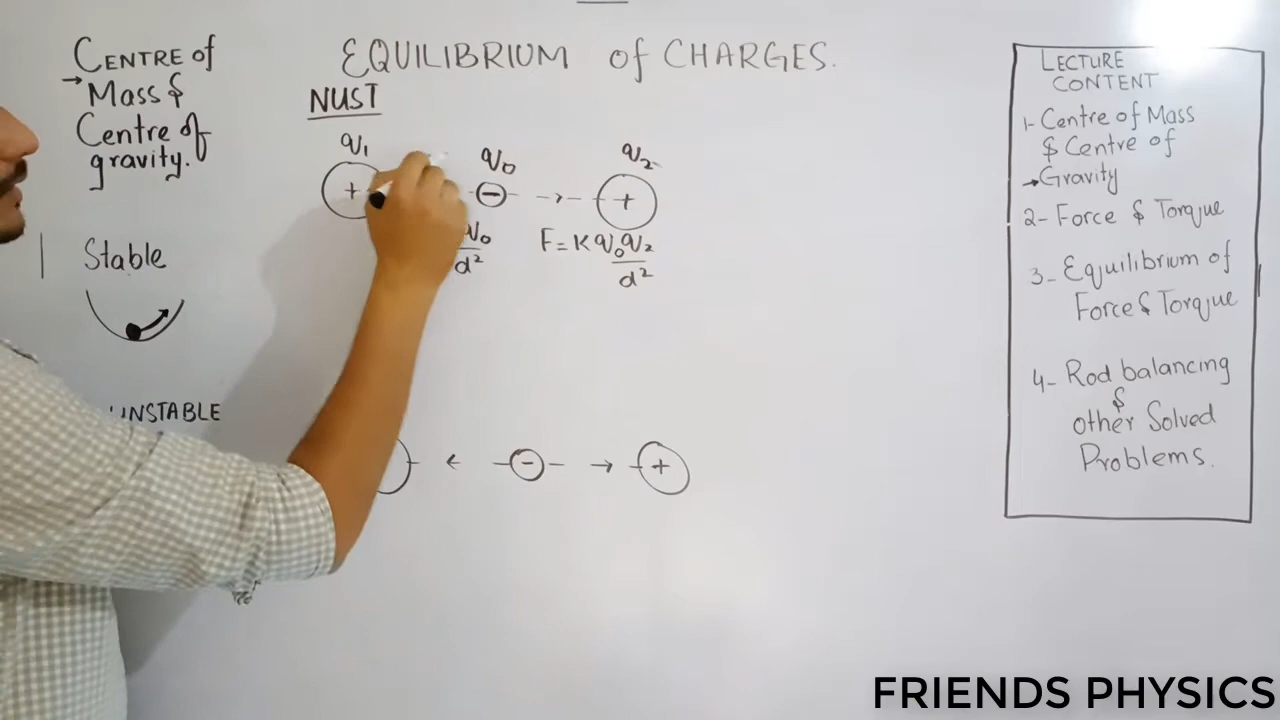 CENTRE of
→ Mass &
Centre of
gravity.
Stable
UNSTABLE
EQUILIBRIUM of CHARGES.
NUST
q₁
q₀
q₂
+
−
→
+
q₀
d²
F = K q₀q₂
d²
← − → +
LECTURE
CONTENT
1- Centre of Mass
& Centre of
→ Gravity
2- Force & Torque
3- Equilibrium of
Force & Torque
4- Rod balancing
&
other Solved
Problems.
FRIENDS PHYSICS